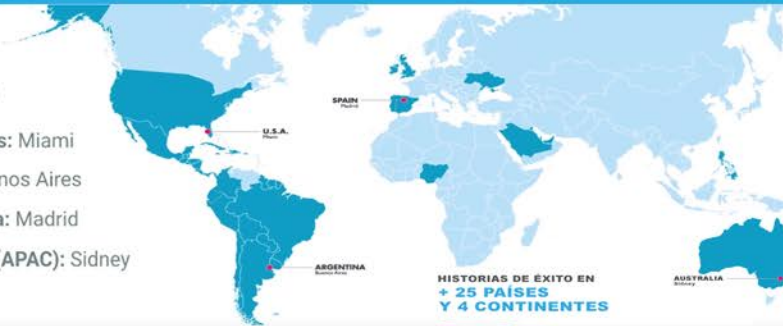 s: Miami
nos Aires
a: Madrid
(APAC): Sidney
U.S.A.
Miami
SPAIN
Madrid
ARGENTINA
Buenos Aires
AUSTRALIA
Sidney
HISTORIAS DE ÉXITO EN
+ 25 PAÍSES
Y 4 CONTINENTES